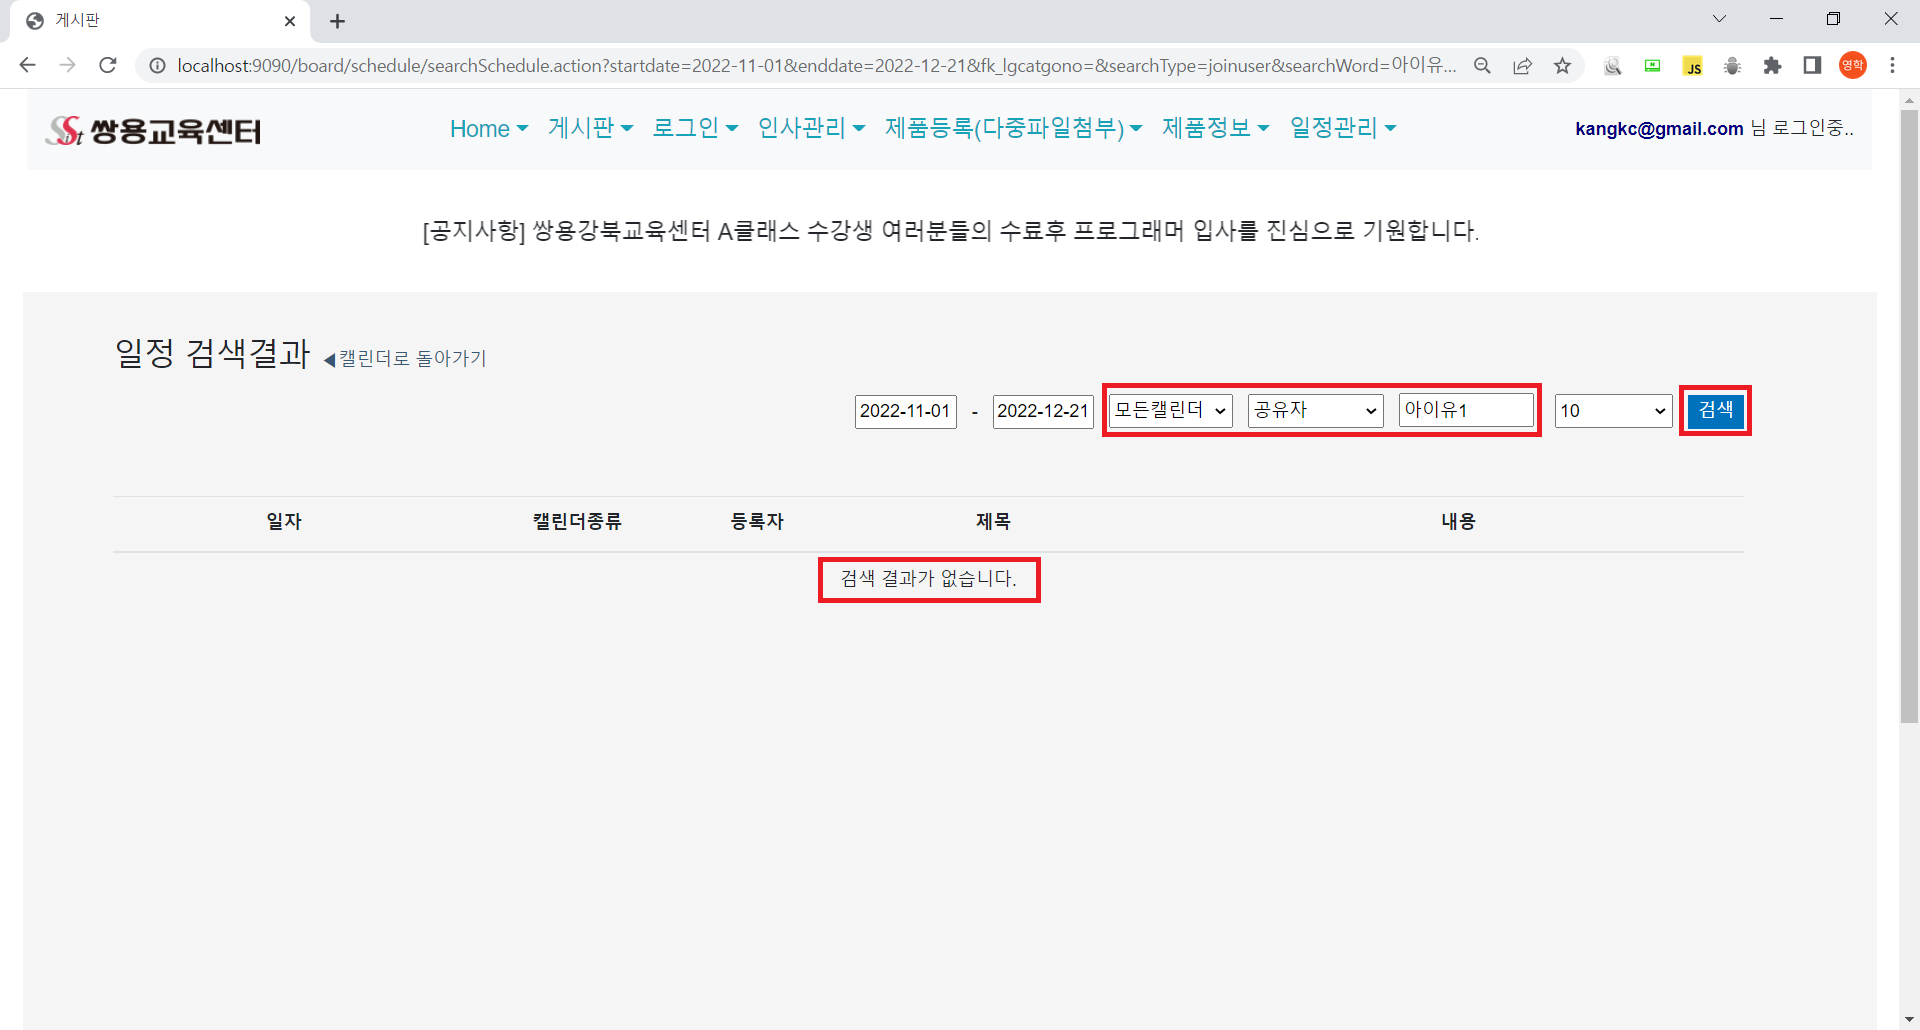 게시판
localhost:9090/board/schedule/searchSchedule.action?startdate=2022-11-01&enddate=2022-12-21&fk_lgcatgono=&searchType=joinuser&searchWord=아이유...
JS
영학
SSist 쌍용교육센터
Home 게시판 로그인 인사관리 제품등록(다중파일첨부) 제품정보 일정관리
kangkc@gmail.com 님 로그인중..
[공지사항] 쌍용강북교육센터 A클래스 수강생 여러분들의 수료후 프로그래머 입사를 진심으로 기원합니다.
일정 검색결과 ◀캘린더로 돌아가기
2022-11-01 - 2022-12-21 모든캘린더 공유자 아이유1 10 검색
일자 캘린더종류 등록자 제목 내용
검색 결과가 없습니다.